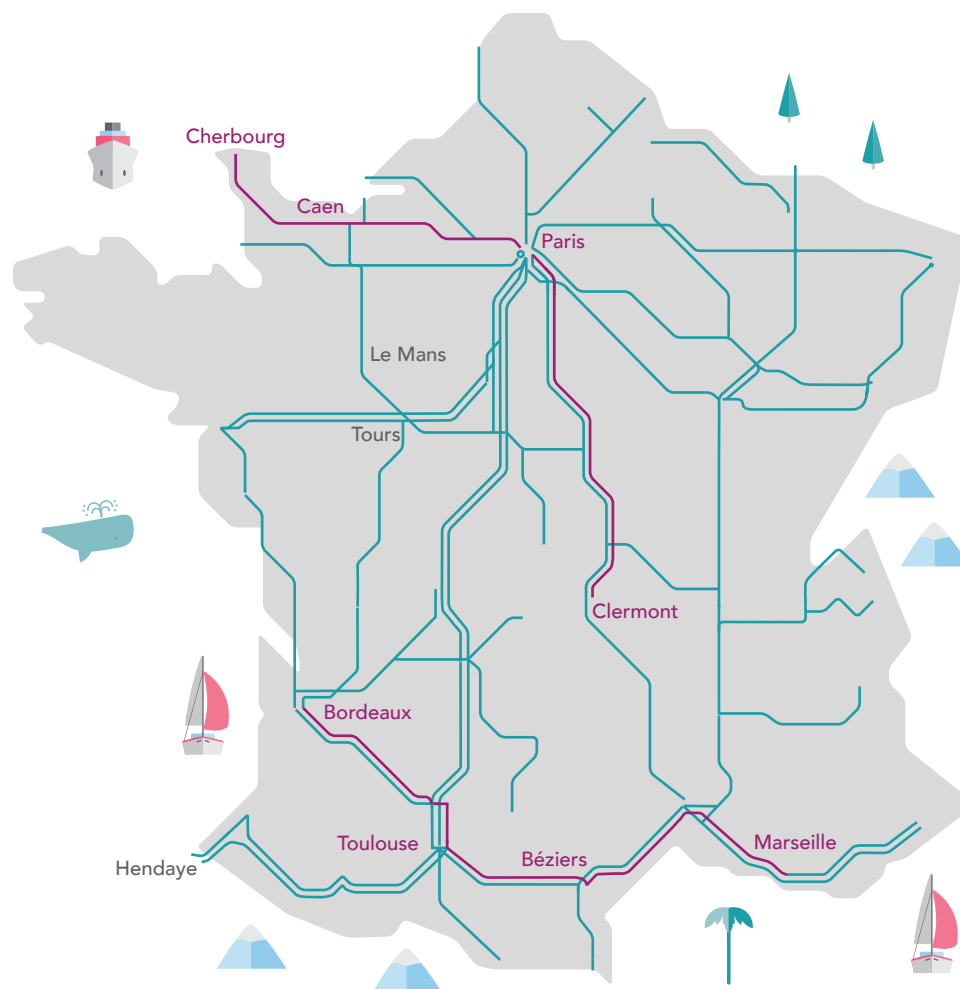 Cherbourg
Caen
Paris
Le Mans
Tours
Clermont
Bordeaux
Toulouse
Béziers
Marseille
Hendaye